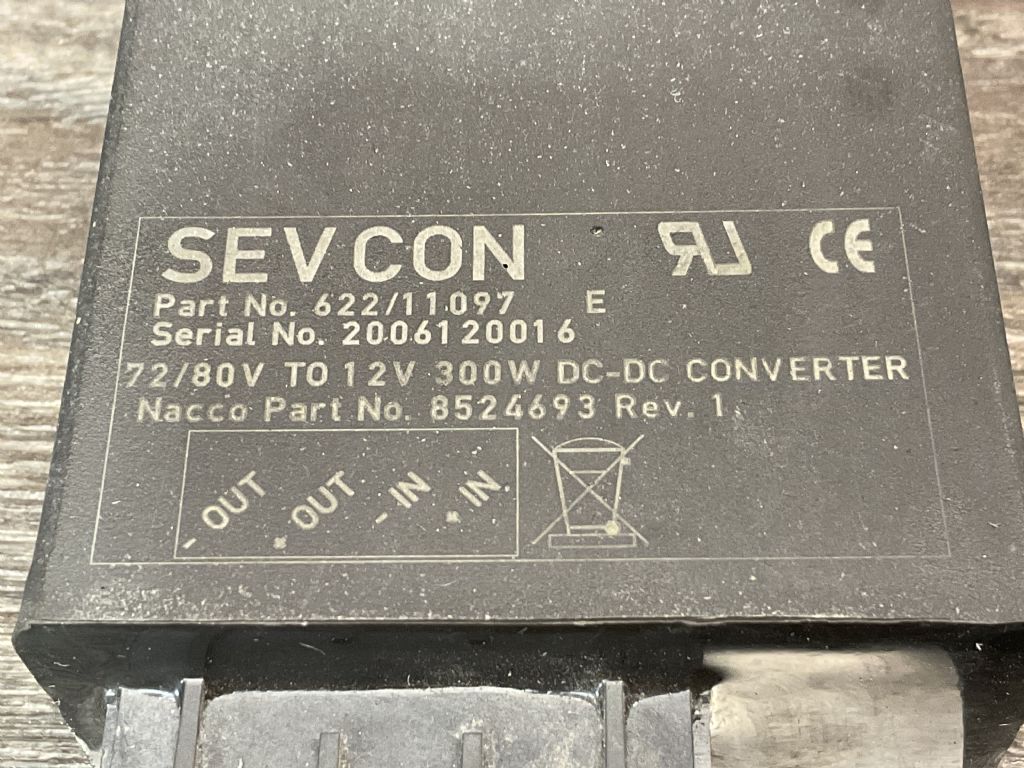 SEVCON
Part No. 622/11097 E
Serial No. 2006120016
72/80V TO 12V 300W DC-DC CONVERTER
Nacco Part No. 8524693 Rev. 1.
- OUT + OUT - IN + IN